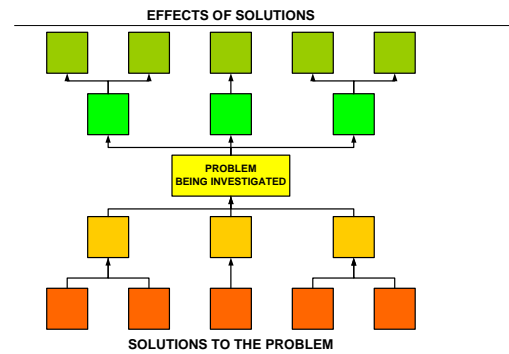 EFFECTS OF SOLUTIONS
PROBLEM
BEING INVESTIGATED
SOLUTIONS TO THE PROBLEM